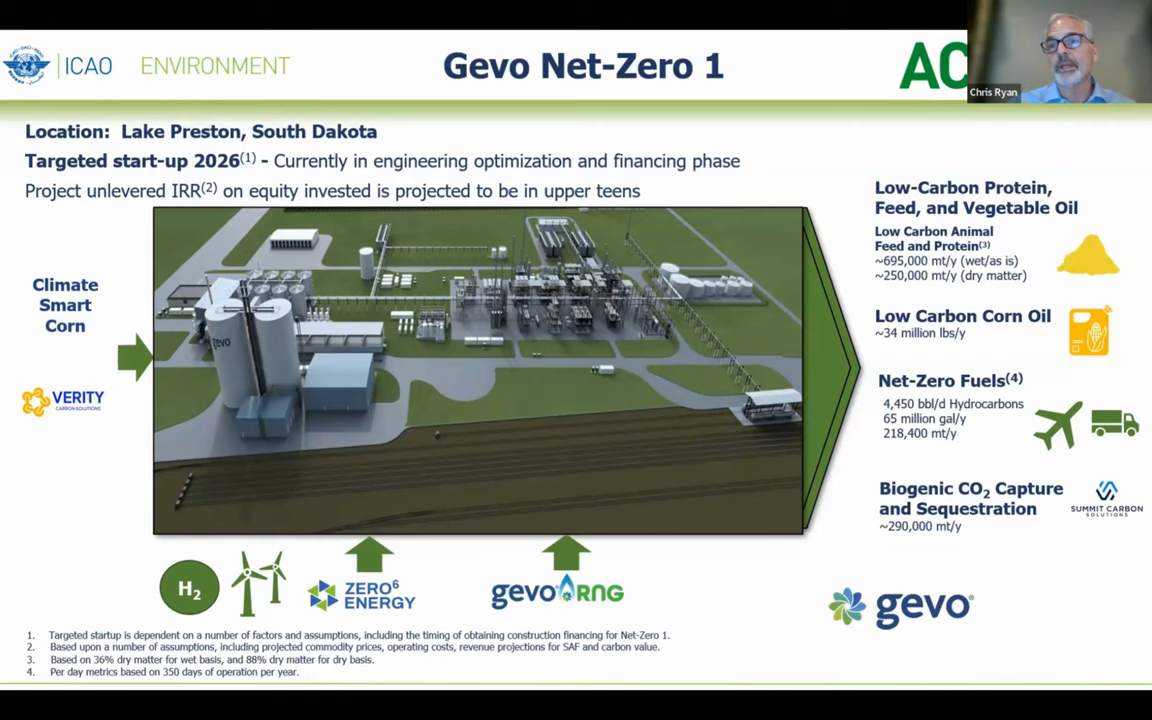 ICAO ENVIRONMENT
Gevo Net-Zero 1
AC
Chris Ryan
Location: Lake Preston, South Dakota
Targeted start-up 2026(1) - Currently in engineering optimization and financing phase
Project unlevered IRR(2) on equity invested is projected to be in upper teens
Climate
Smart
Corn
VERITY
CARBON SOLUTIONS
gevo
Low-Carbon Protein,
Feed, and Vegetable Oil
Low Carbon Animal
Feed and Protein(3)
~695,000 mt/y (wet/as is)
~250,000 mt/y (dry matter)
Low Carbon Corn Oil
~34 million lbs/y
Net-Zero Fuels(4)
4,450 bbl/d Hydrocarbons
65 million gal/y
218,400 mt/y
Biogenic CO2 Capture
and Sequestration
~290,000 mt/y
SUMMIT CARBON
SOLUTIONS
H2
ZERO6
ENERGY
gevo RNG
gevo
1. Targeted startup is dependent on a number of factors and assumptions, including the timing of obtaining construction financing for Net-Zero 1.
2. Based upon a number of assumptions, including projected commodity prices, operating costs, revenue projections for SAF and carbon value.
3. Based on 36% dry matter for wet basis, and 88% dry matter for dry basis.
4. Per day metrics based on 350 days of operation per year.